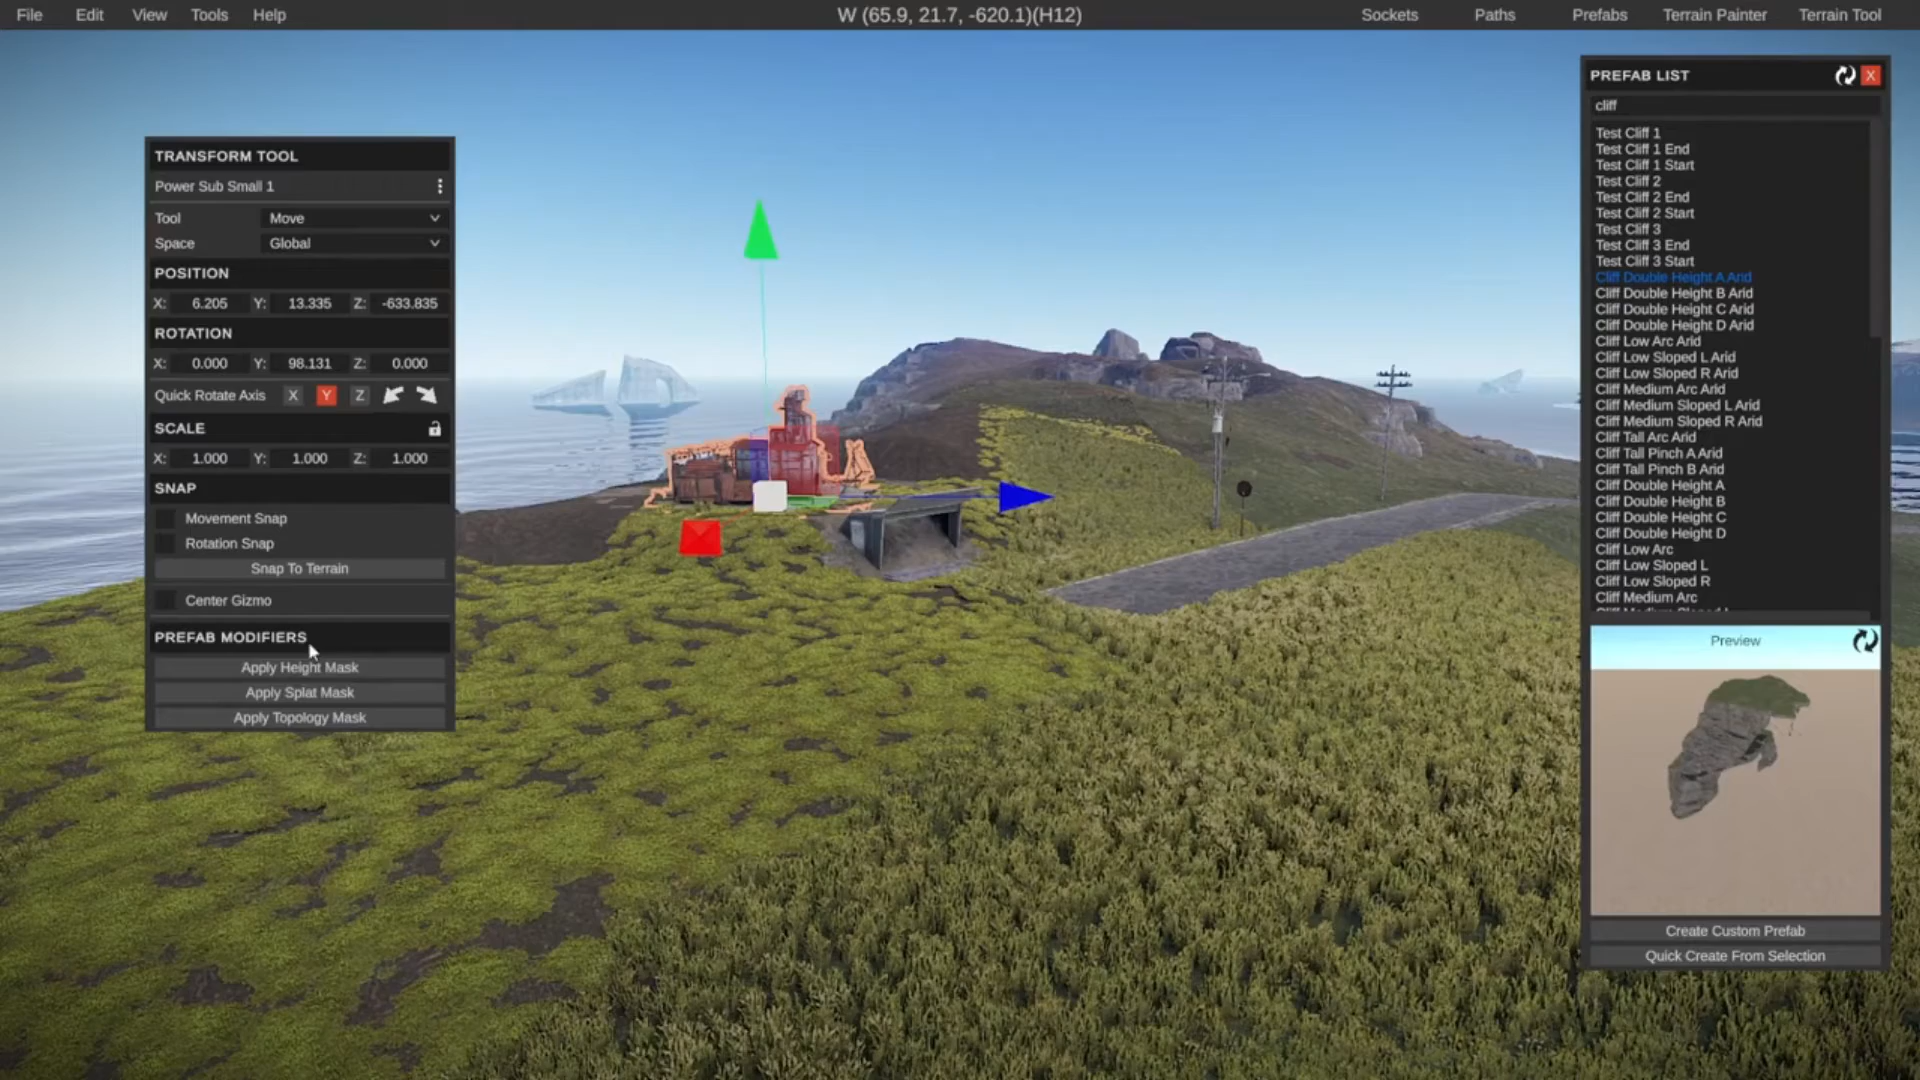 File Edit View Tools Help W (65.9, 21.7, -620.1)(H12) Sockets Paths Prefabs Terrain Painter Terrain Tool
TRANSFORM TOOL
Power Sub Small 1
Tool Move
Space Global
POSITION
X: 6.205 Y: 13.335 Z: -633.835
ROTATION
X: 0.000 Y: 98.131 Z: 0.000
Quick Rotate Axis X Y Z
SCALE
X: 1.000 Y: 1.000 Z: 1.000
SNAP
Movement Snap
Rotation Snap
Snap To Terrain
Center Gizmo
PREFAB MODIFIERS
Apply Height Mask
Apply Splat Mask
Apply Topology Mask
PREFAB LIST X
cliff
Test Cliff 1
Test Cliff 1 End
Test Cliff 1 Start
Test Cliff 2
Test Cliff 2 End
Test Cliff 2 Start
Test Cliff 3
Test Cliff 3 End
Test Cliff 3 Start
Cliff Double Height A Arid
Cliff Double Height B Arid
Cliff Double Height C Arid
Cliff Double Height D Arid
Cliff Low Arc Arid
Cliff Low Sloped L Arid
Cliff Low Sloped R Arid
Cliff Medium Arc Arid
Cliff Medium Sloped L Arid
Cliff Medium Sloped R Arid
Cliff Tall Arc Arid
Cliff Tall Pinch A Arid
Cliff Tall Pinch B Arid
Cliff Double Height A
Cliff Double Height B
Cliff Double Height C
Cliff Double Height D
Cliff Low Arc
Cliff Low Sloped L
Cliff Low Sloped R
Cliff Medium Arc
Preview
Create Custom Prefab
Quick Create From Selection